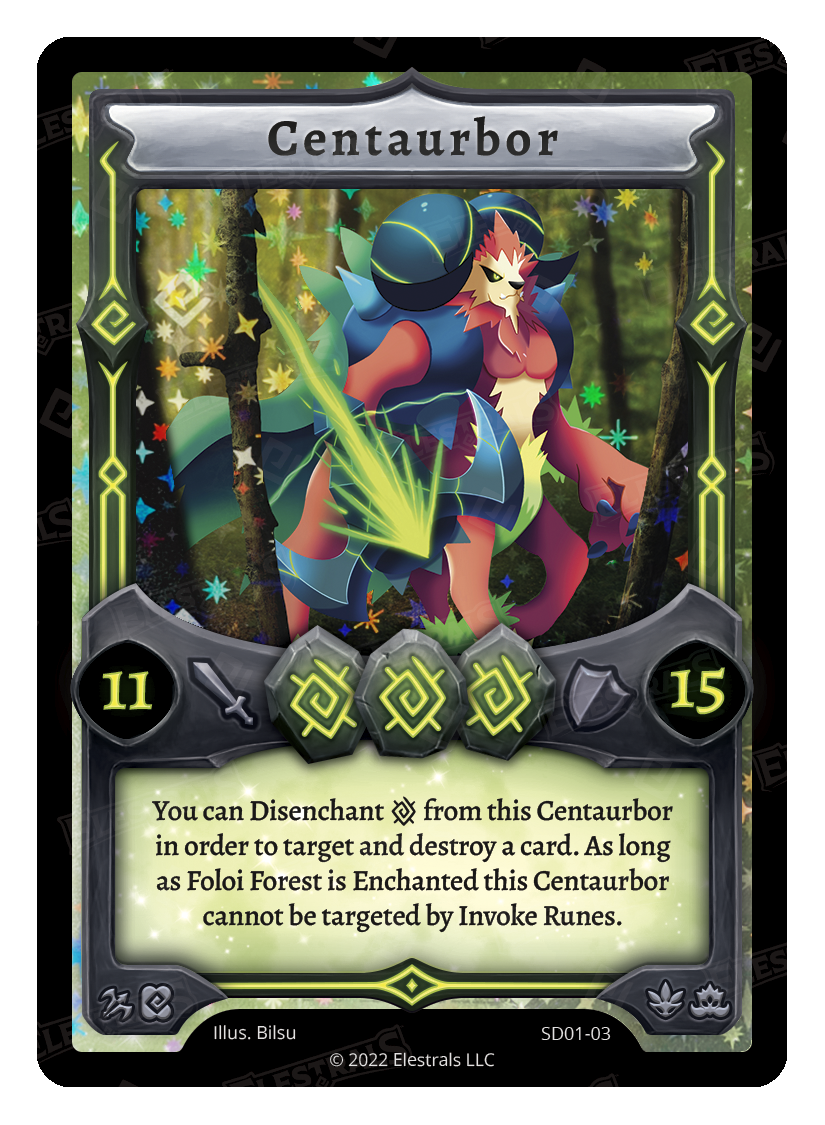 Centaurbor
11
15
You can Disenchant from this Centaurbor
in order to target and destroy a card. As long
as Foloi Forest is Enchanted this Centaurbor
cannot be targeted by Invoke Runes.
Illus. Bilsu
SD01-03
© 2022 Elestrals LLC